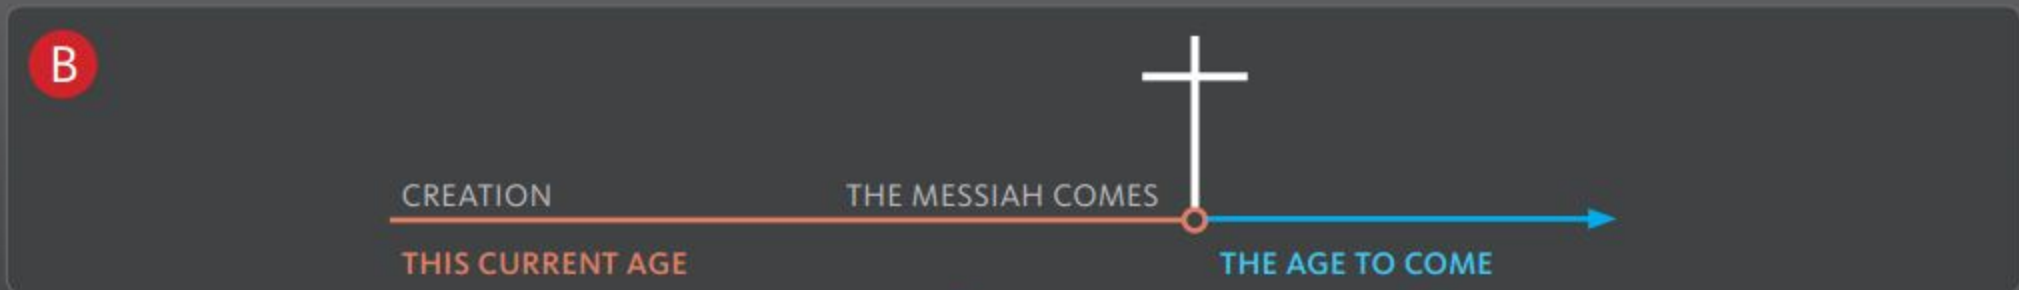 B
CREATION
THE MESSIAH COMES
THIS CURRENT AGE
THE AGE TO COME